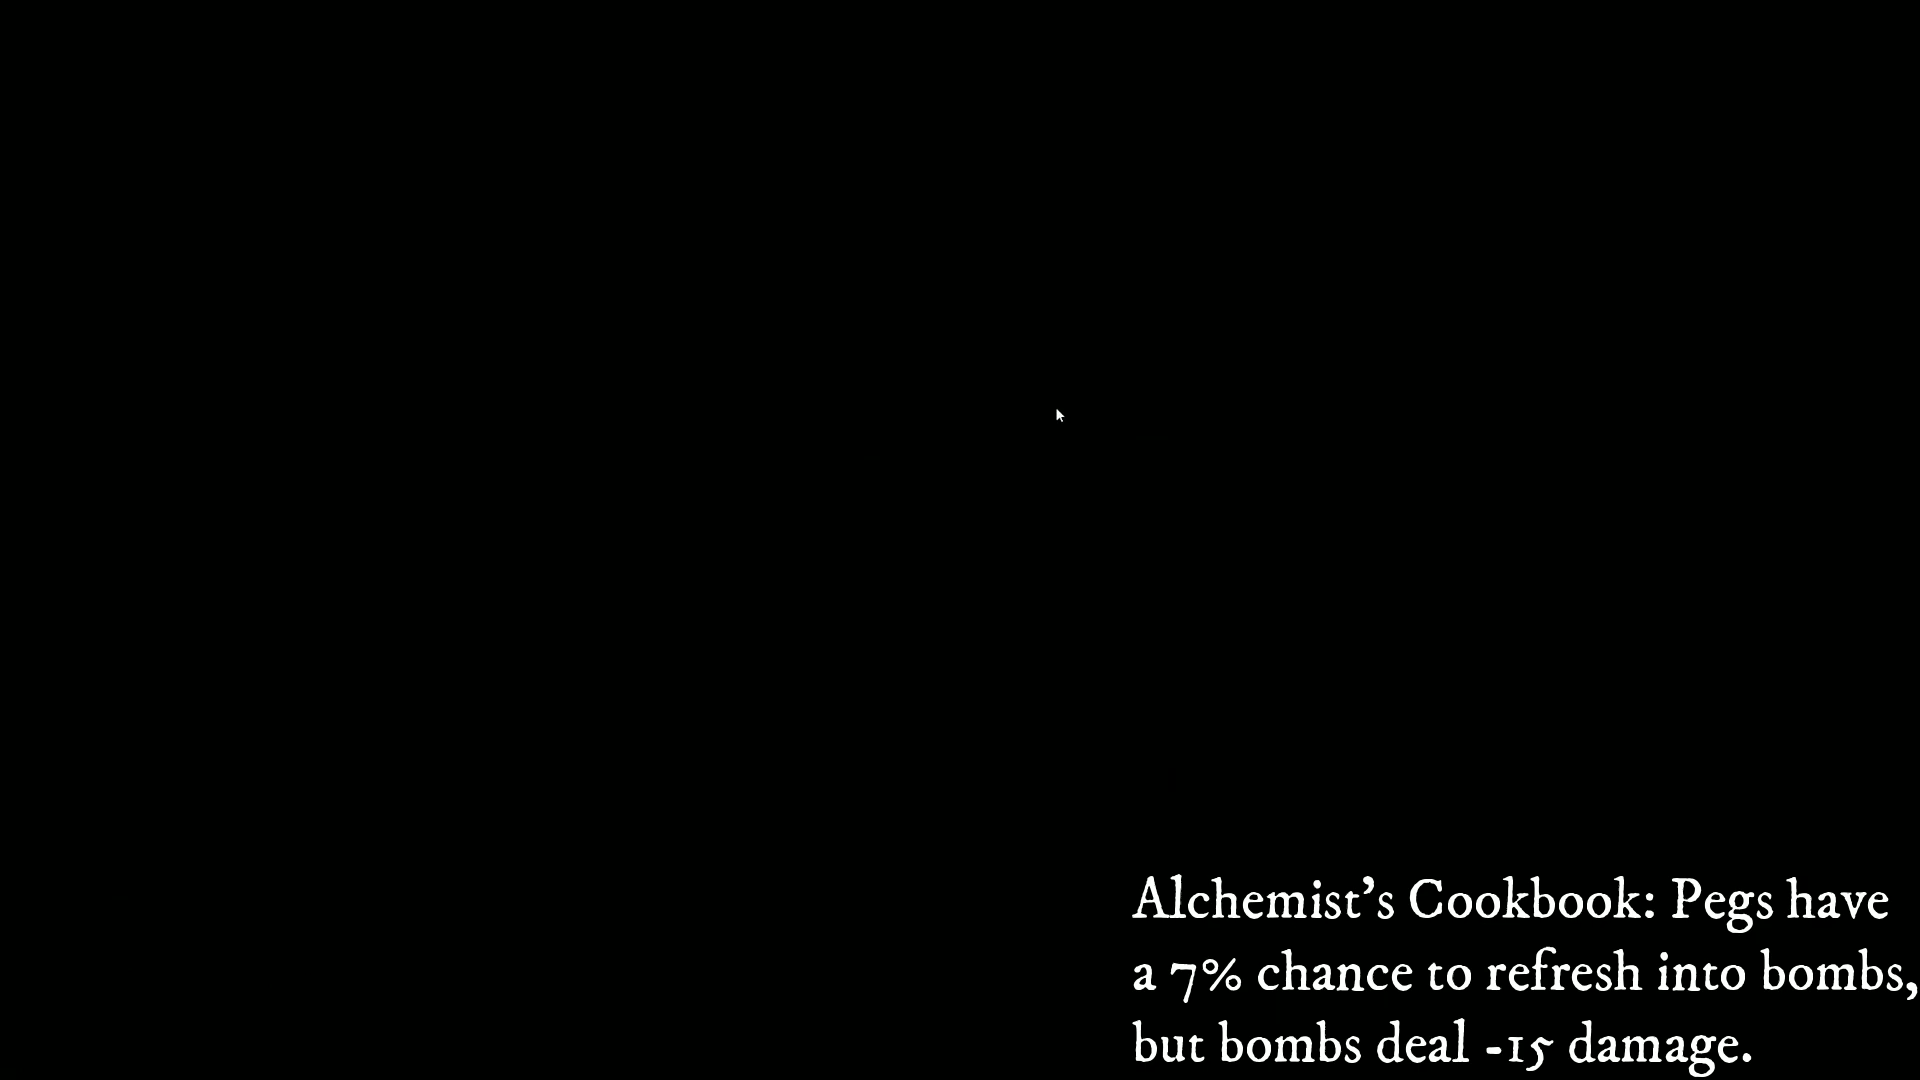 Alchemist's Cookbook: Pegs have
a 7% chance to refresh into bombs,
but bombs deal -15 damage.